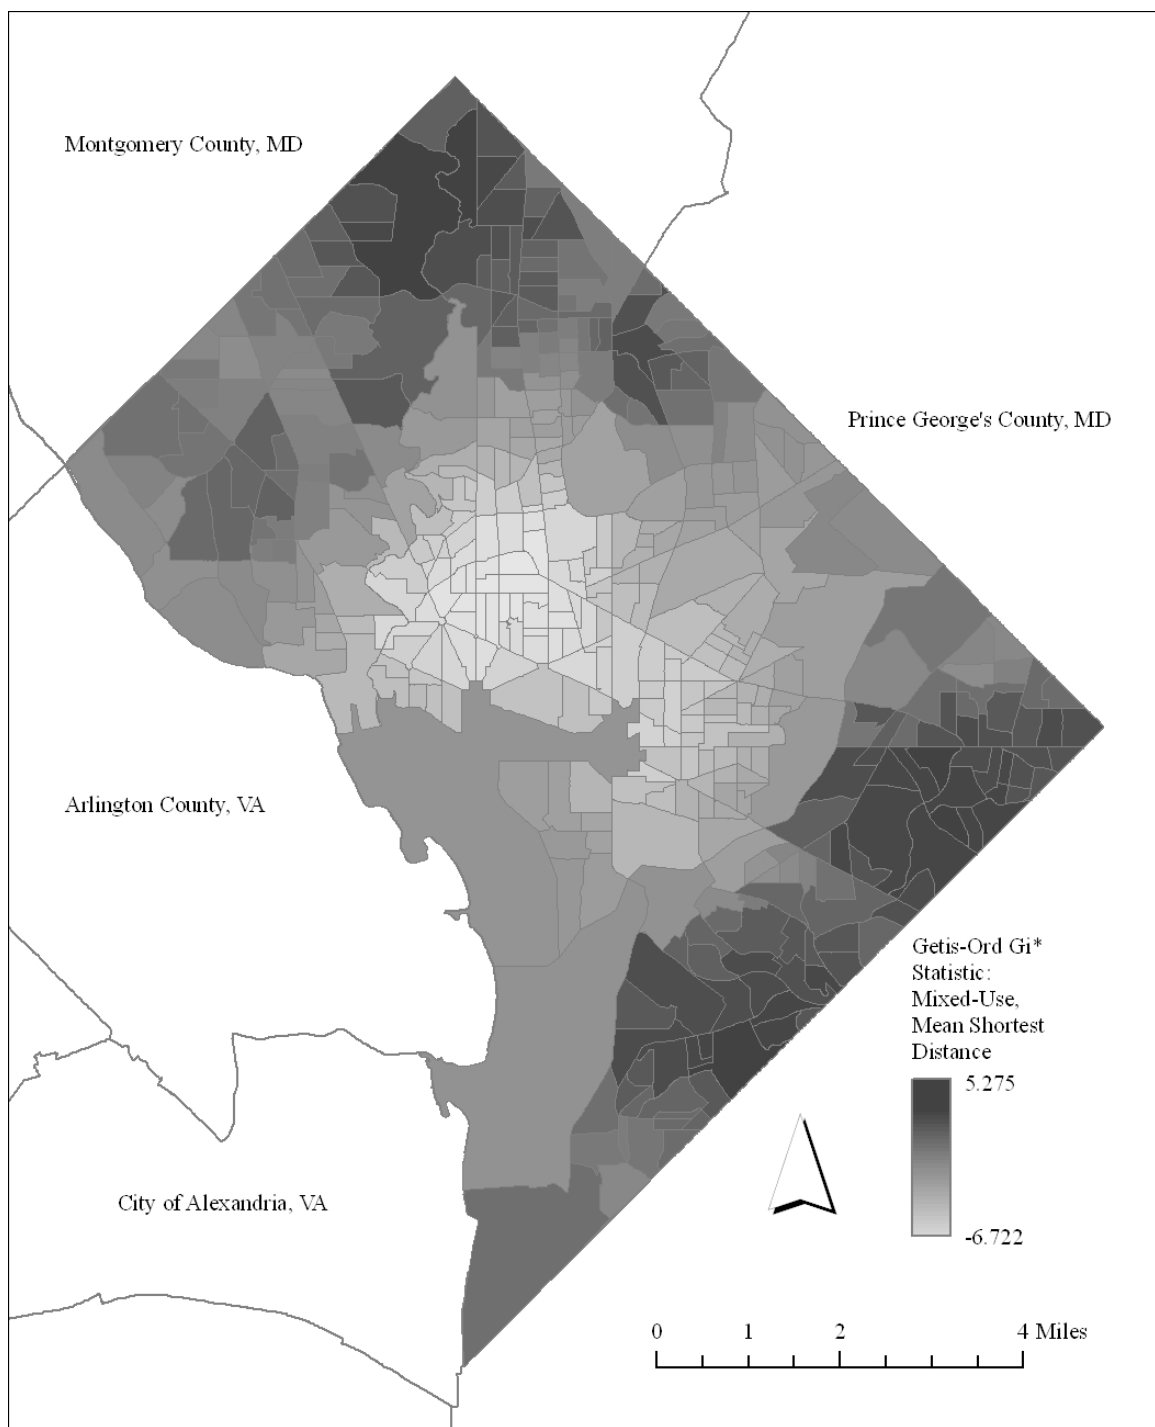 Montgomery County, MD
Prince George's County, MD
Arlington County, VA
Getis-Ord Gi*
Statistic:
Mixed-Use,
Mean Shortest
Distance
5.275
-6.722
City of Alexandria, VA
0 1 2 4 Miles